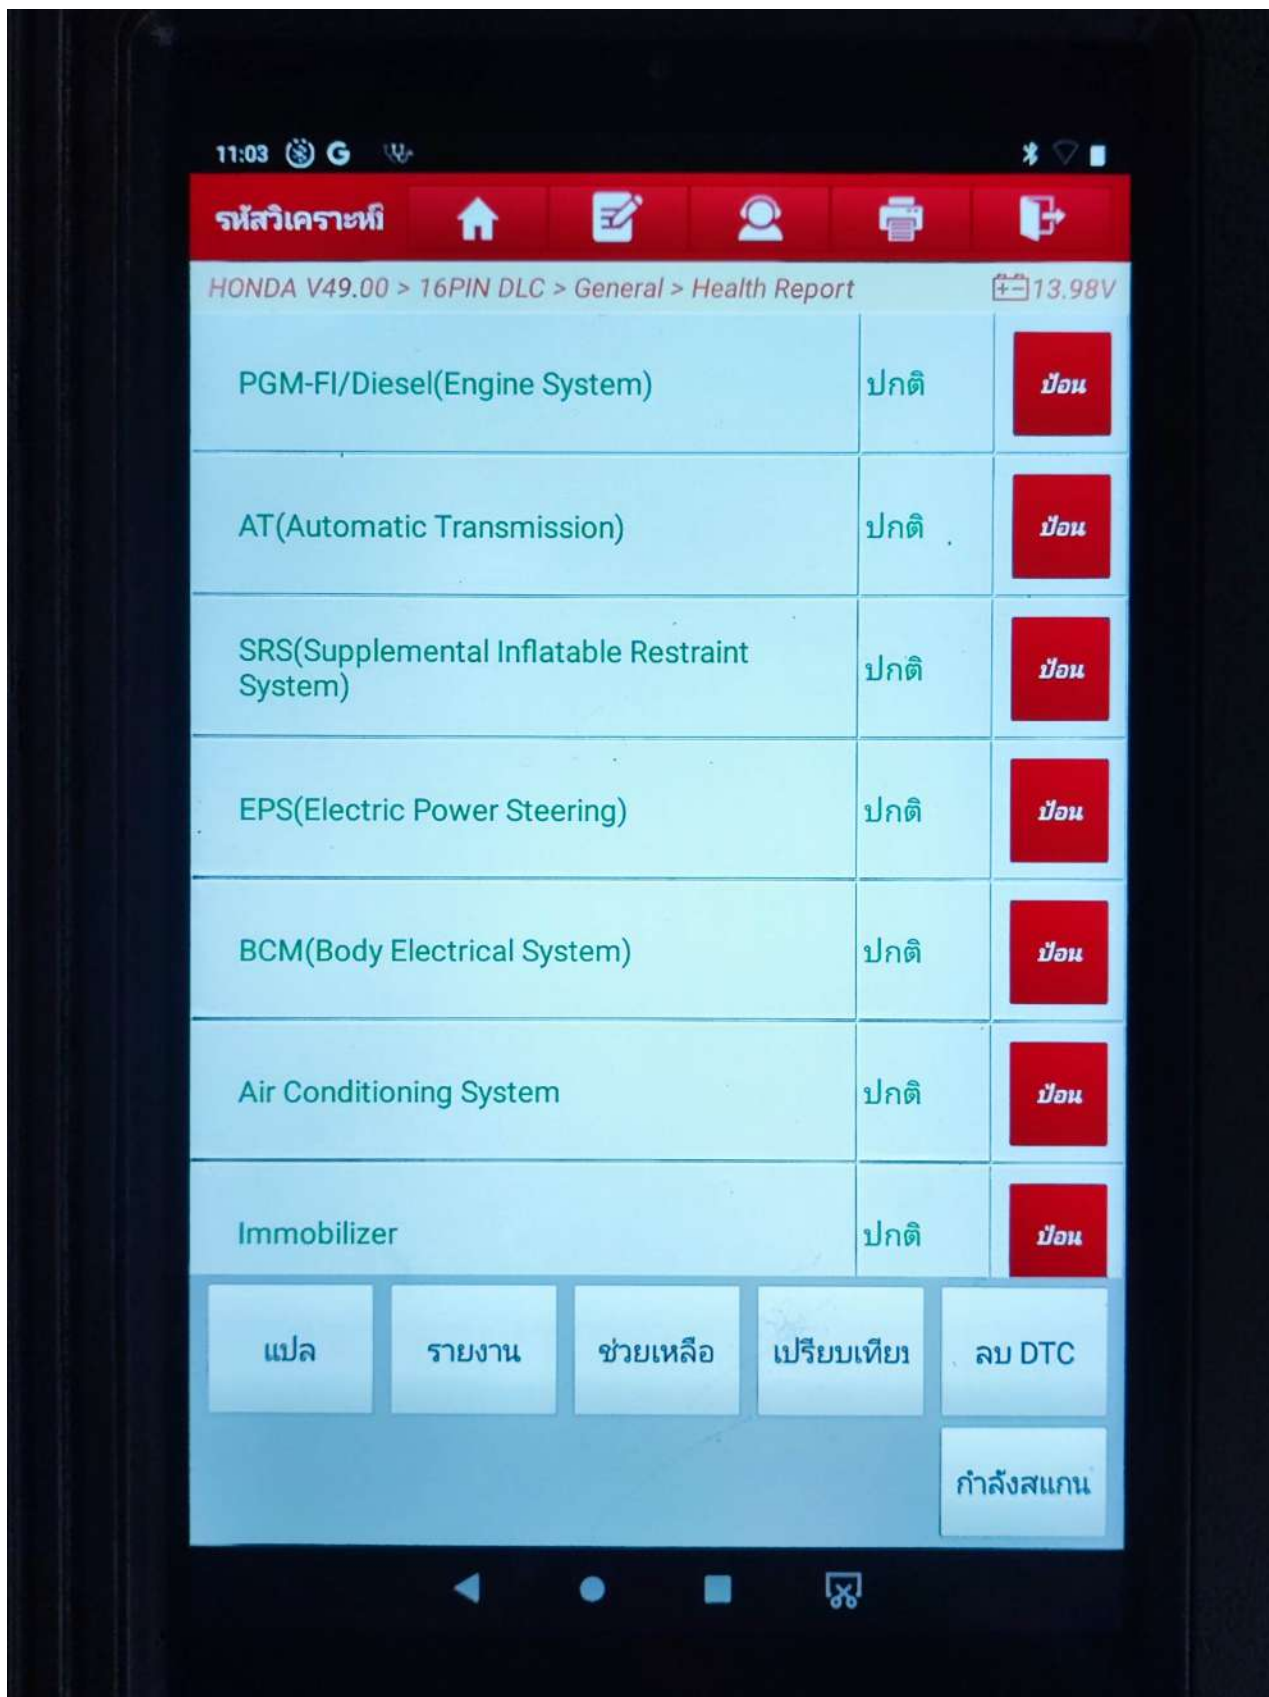 11:03 G
รหัสวิเคราะห์
HONDA V49.00 > 16PIN DLC > General > Health Report 13.98V
PGM-FI/Diesel(Engine System) ปกติ ป้อน
AT(Automatic Transmission) ปกติ ป้อน
SRS(Supplemental Inflatable Restraint
System) ปกติ ป้อน
EPS(Electric Power Steering) ปกติ ป้อน
BCM(Body Electrical System) ปกติ ป้อน
Air Conditioning System ปกติ ป้อน
Immobilizer ปกติ ป้อน
แปล รายงาน ช่วยเหลือ เปรียบเทีย ลบ DTC
กำลังสแกน